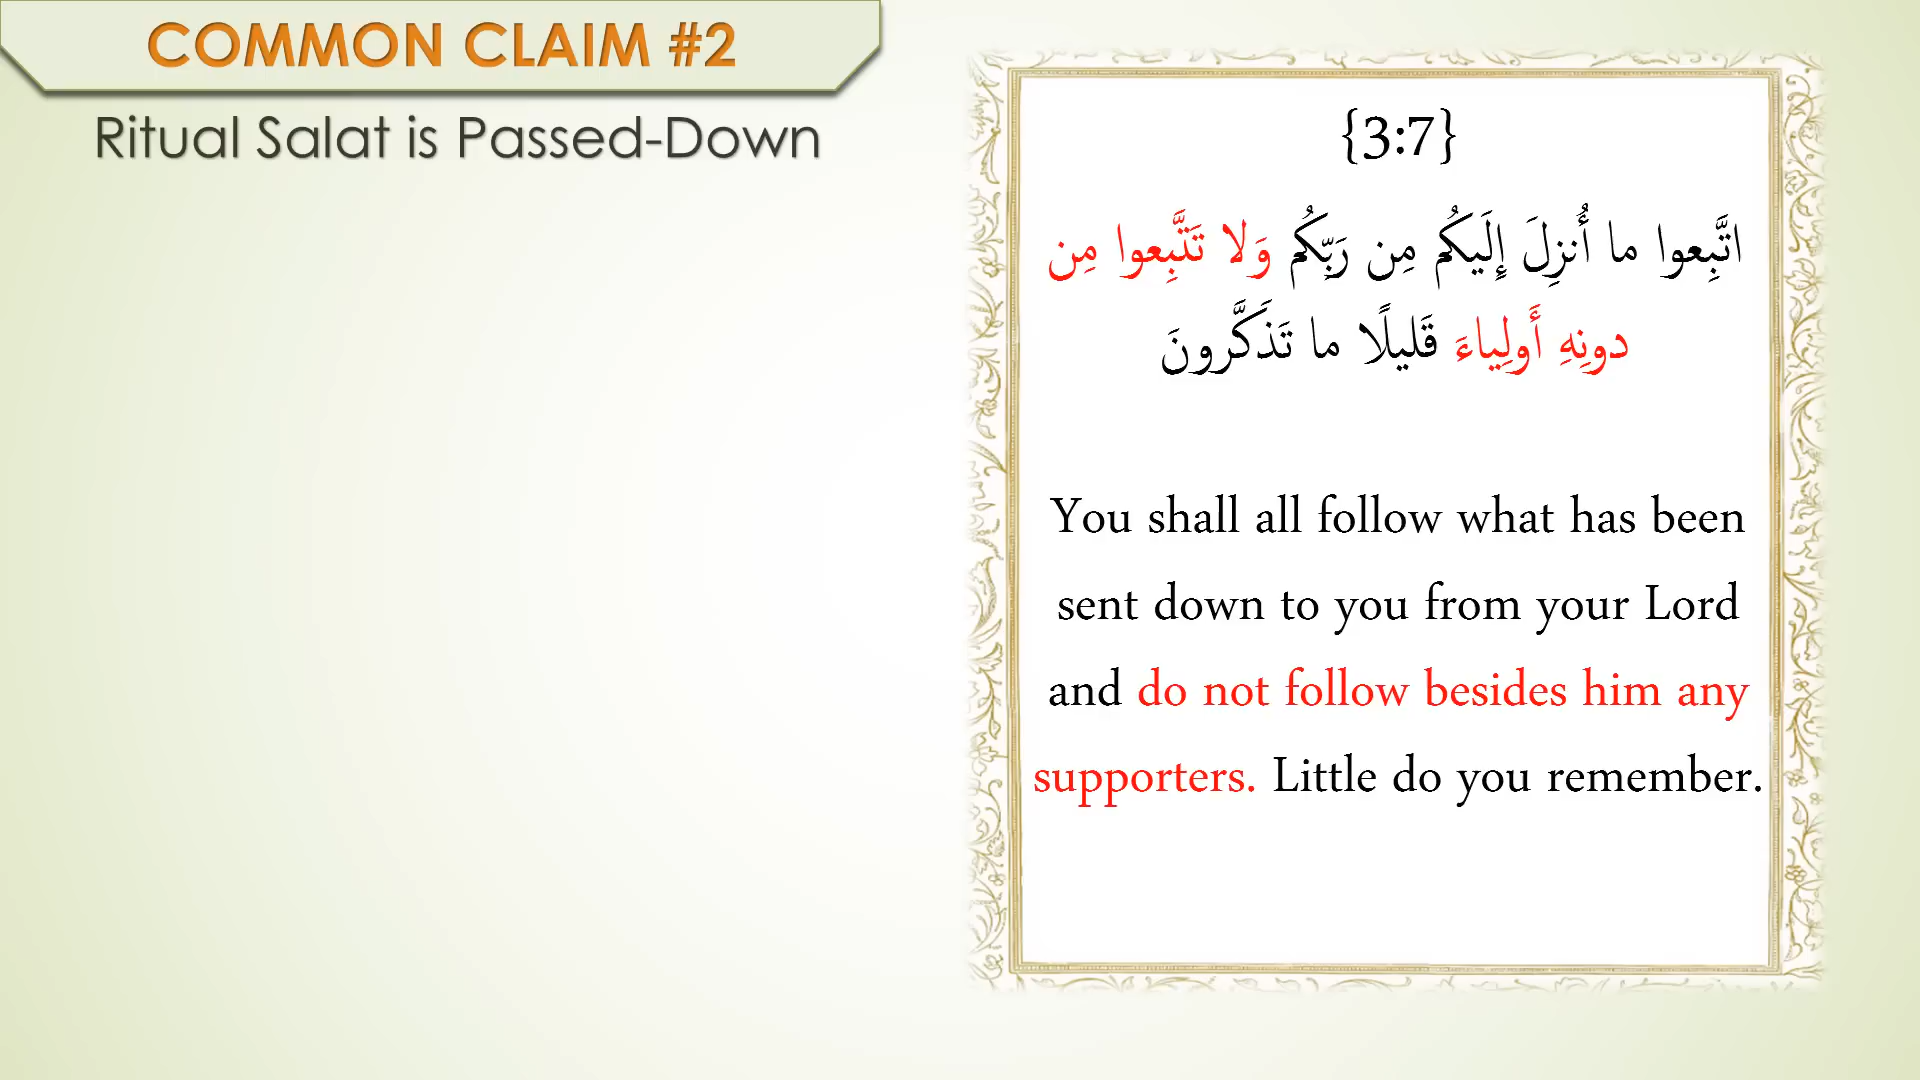 COMMON CLAIM #2
Ritual Salat is Passed-Down
{3:7}
اتَّبِعوا ما أُنزِلَ إِلَيكُم مِن رَبِّكُم وَلا تَتَّبِعوا مِن
دونِهِ أَولِياءَ قَليلًا ما تَذَكَّرونَ
You shall all follow what has been
sent down to you from your Lord
and do not follow besides him any
supporters. Little do you remember.